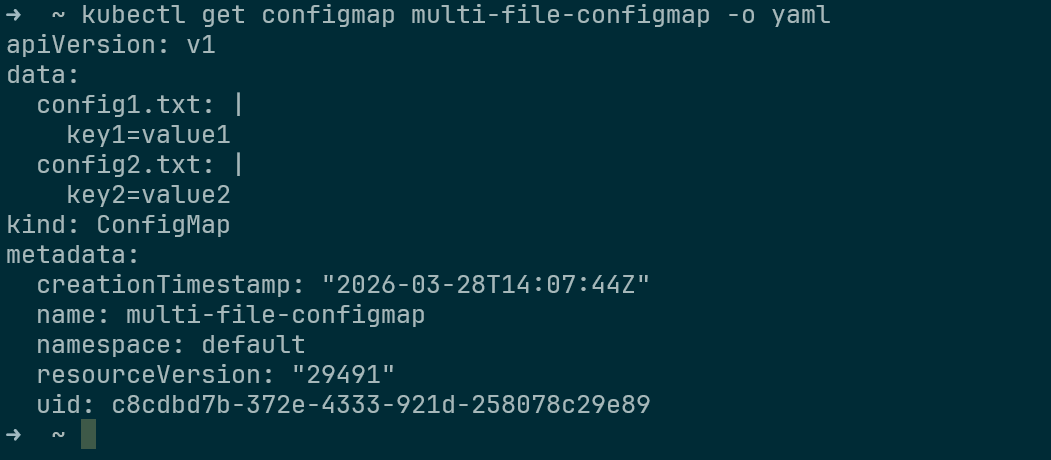 ➜  ~ kubectl get configmap multi-file-configmap -o yaml
apiVersion: v1
data:
  config1.txt: |
    key1=value1
  config2.txt: |
    key2=value2
kind: ConfigMap
metadata:
  creationTimestamp: "2026-03-28T14:07:44Z"
  name: multi-file-configmap
  namespace: default
  resourceVersion: "29491"
  uid: c8cdbd7b-372e-4333-921d-258078c29e89
➜  ~